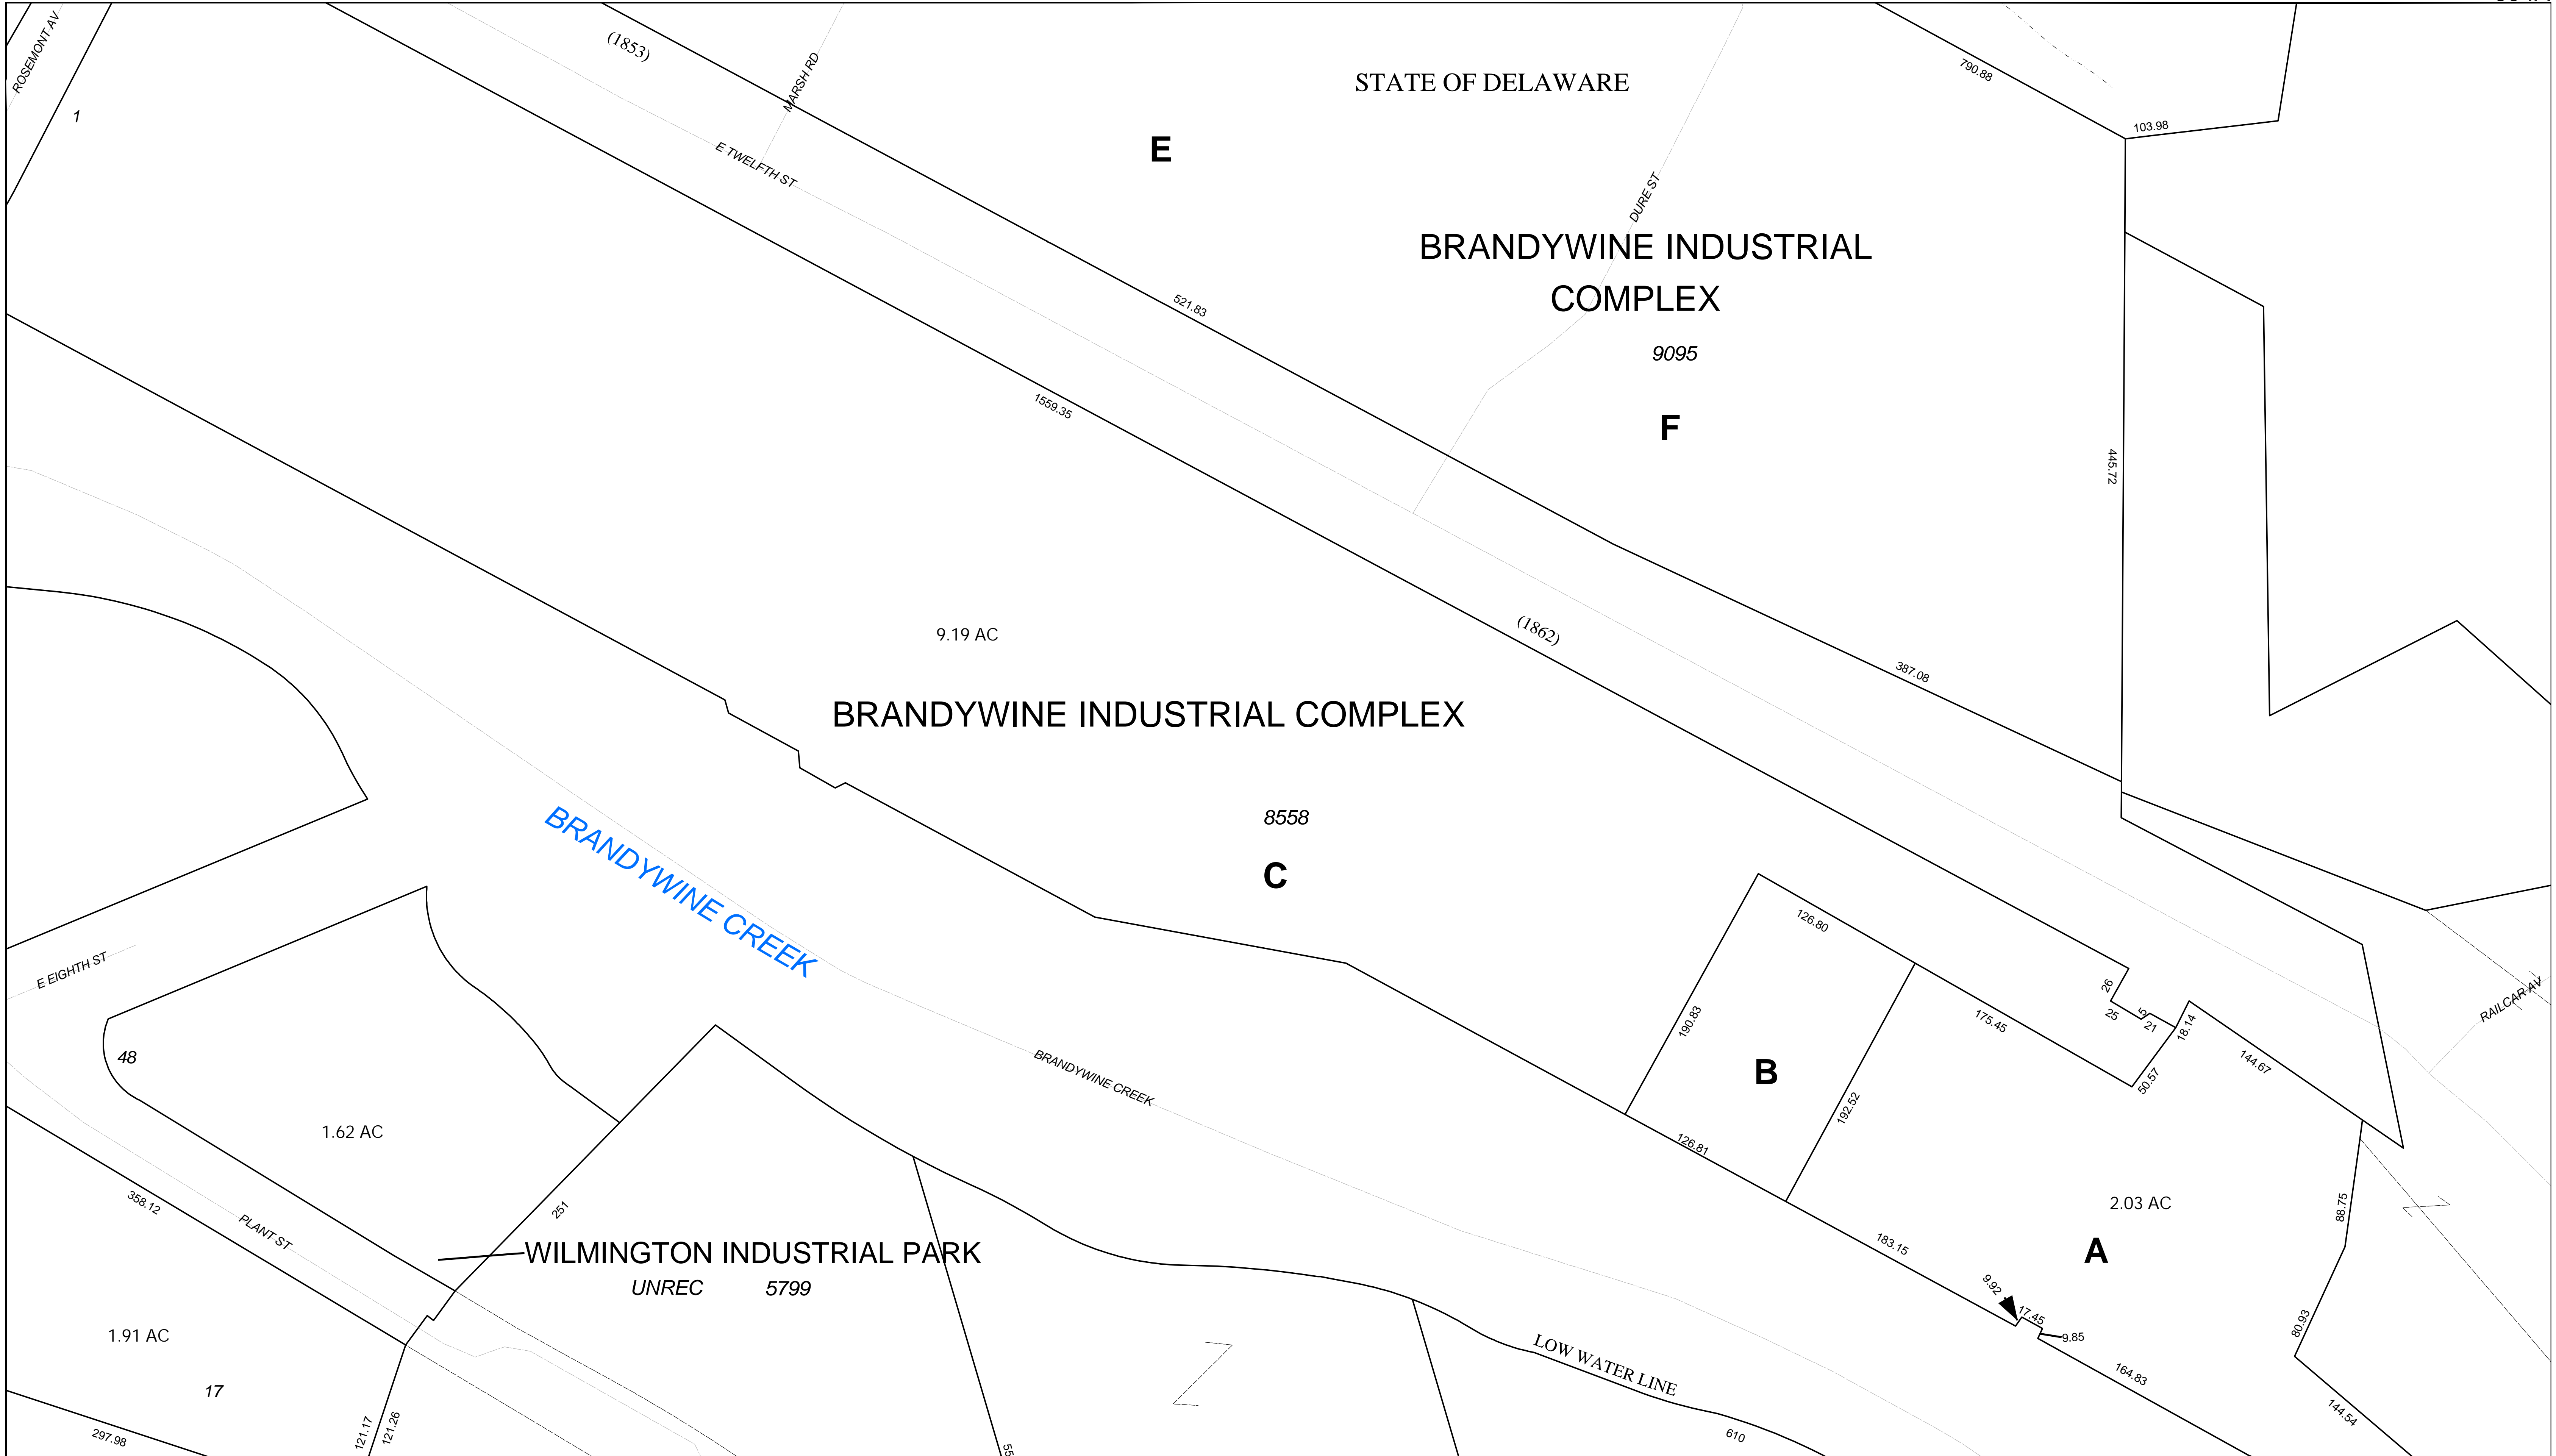 ROSEMONT AV
1
(1853)
MARSH RD
E TWELFTH ST
STATE OF DELAWARE
E
DURE ST
790.88
103.98
BRANDYWINE INDUSTRIAL
COMPLEX
9095
F
521.83
1559.35
445.72
(1862)
387.08
9.19 AC
BRANDYWINE INDUSTRIAL COMPLEX
8558
C
BRANDYWINE CREEK
E EIGHTH ST
126.80
26
25
5
21
18.14
144.67
175.45
50.57
RAILCAR AV
190.83
B
192.52
126.81
48
1.62 AC
BRANDYWINE CREEK
358.12
PLANT ST
251
WILMINGTON INDUSTRIAL PARK
UNREC 5799
2.03 AC
A
88.75
183.15
9.92
17.45
9.85
80.93
164.83
144.54
1.91 AC
17
LOW WATER LINE
297.98
121.17
121.26
610